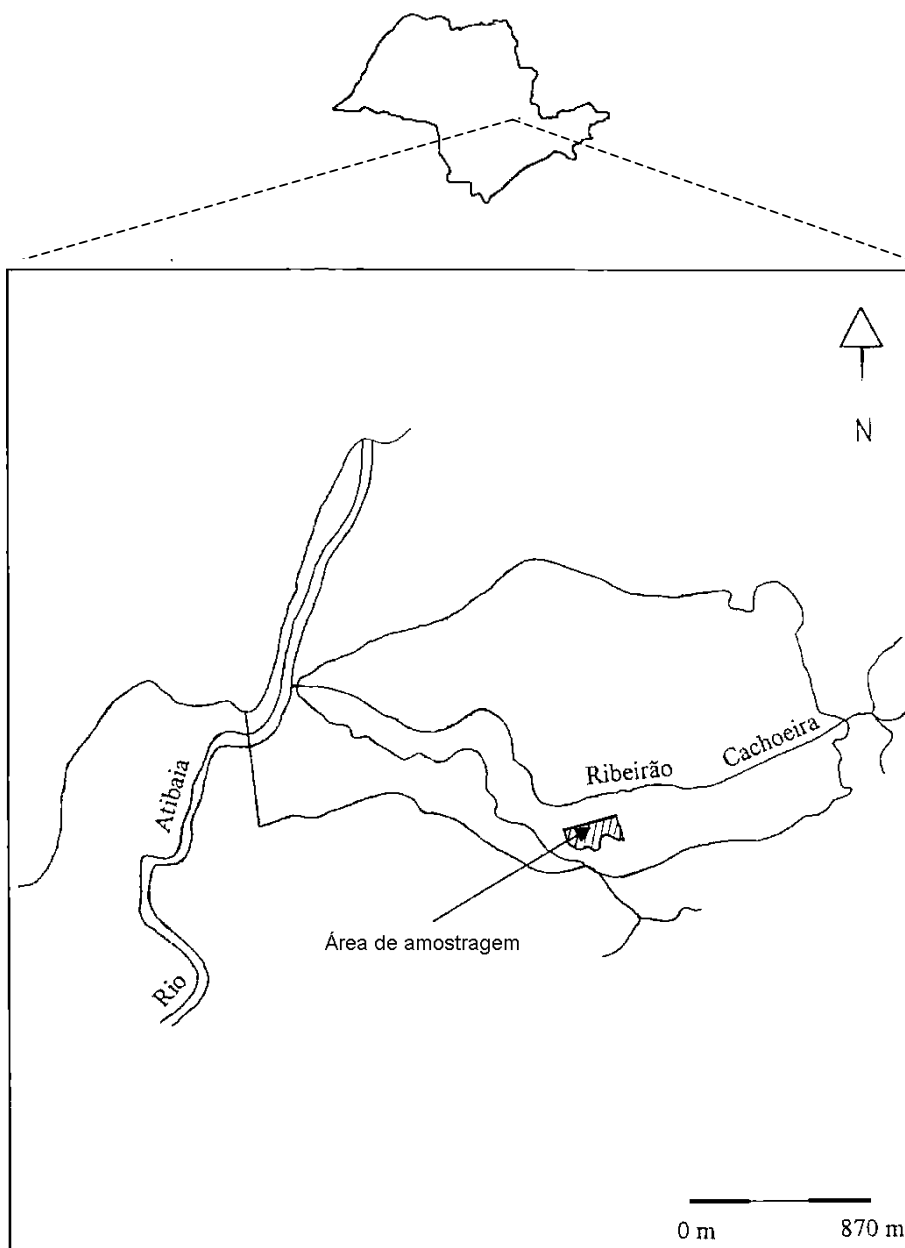 N
Ribeirão Cachoeira
Atibaia
Área de amostragem
Rio
0 m 870 m